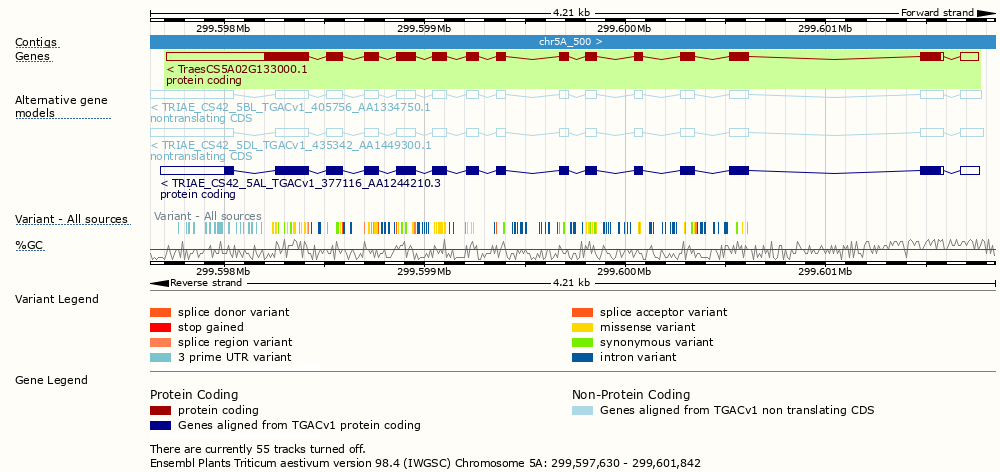 4.21 kb
Forward strand
299.598Mb 299.599Mb 299.600Mb 299.601Mb
Contigs
chr5A_500 >
Genes
< TraesCS5A02G133000.1
protein coding
Alternative gene
models
< TRIAE_CS42_5BL_TGACv1_405756_AA1334750.1
nontranslating CDS
< TRIAE_CS42_5DL_TGACv1_435342_AA1449300.1
nontranslating CDS
< TRIAE_CS42_5AL_TGACv1_377116_AA1244210.3
protein coding
Variant - All sources
Variant - All sources
%GC
299.598Mb 299.599Mb 299.600Mb 299.601Mb
Reverse strand
4.21 kb
Variant Legend
splice donor variant
splice acceptor variant
stop gained
missense variant
splice region variant
synonymous variant
3 prime UTR variant
intron variant
Gene Legend
Protein Coding
Non-Protein Coding
protein coding
Genes aligned from TGACv1 non translating CDS
Genes aligned from TGACv1 protein coding
There are currently 55 tracks turned off.
Ensembl Plants Triticum aestivum version 98.4 (IWGSC) Chromosome 5A: 299,597,630 - 299,601,842